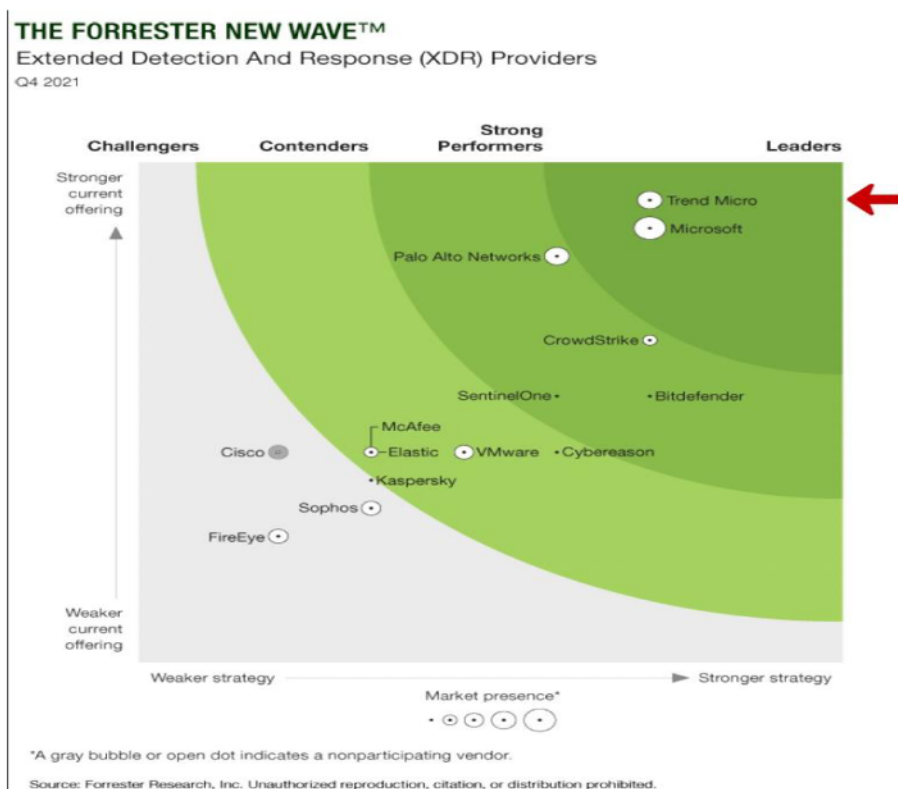 THE FORRESTER NEW WAVE™
Extended Detection And Response (XDR) Providers
Q4 2021
Challengers
Contenders
Strong
Performers
Leaders
Stronger
current
offering
Trend Micro
Microsoft
Palo Alto Networks
CrowdStrike
SentinelOne
Bitdefender
McAfee
Cisco
Elastic
VMware
Cybereason
Kaspersky
Sophos
FireEye
Weaker
current
offering
Weaker strategy
Stronger strategy
Market presence*
*A gray bubble or open dot indicates a nonparticipating vendor.
Source: Forrester Research, Inc. Unauthorized reproduction, citation, or distribution prohibited.